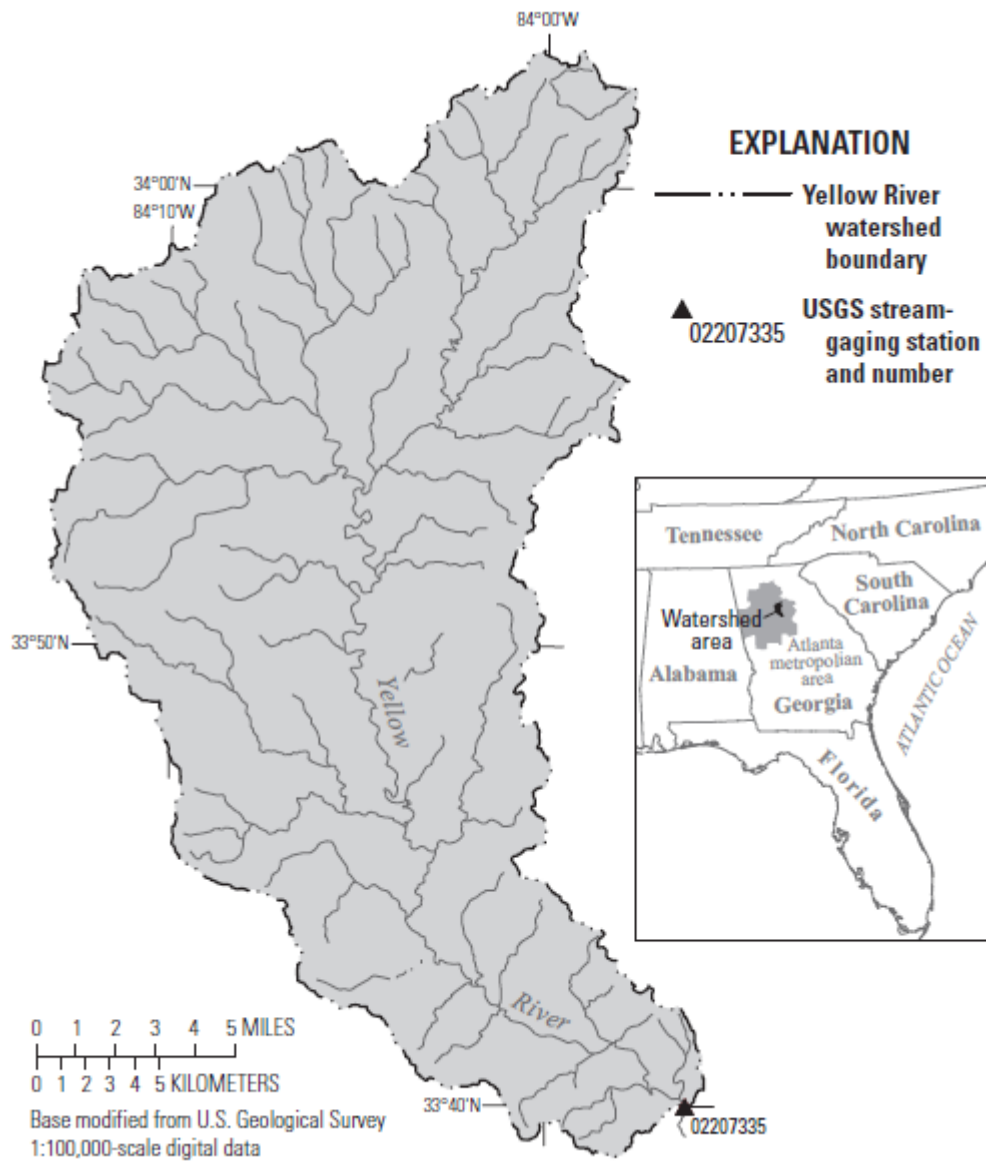 84°00'W
34°00'N
84°10'W
EXPLANATION
Yellow River
watershed
boundary
02207335
USGS stream-
gaging station
and number
Tennessee
North Carolina
South
Carolina
Watershed
area
Atlanta
metropolian
area
Alabama
Georgia
ATLANTIC OCEAN
Florida
33°50'N
Yellow
River
0 1 2 3 4 5 MILES
0 1 2 3 4 5 KILOMETERS
Base modified from U.S. Geological Survey
1:100,000-scale digital data
33°40'N
02207335